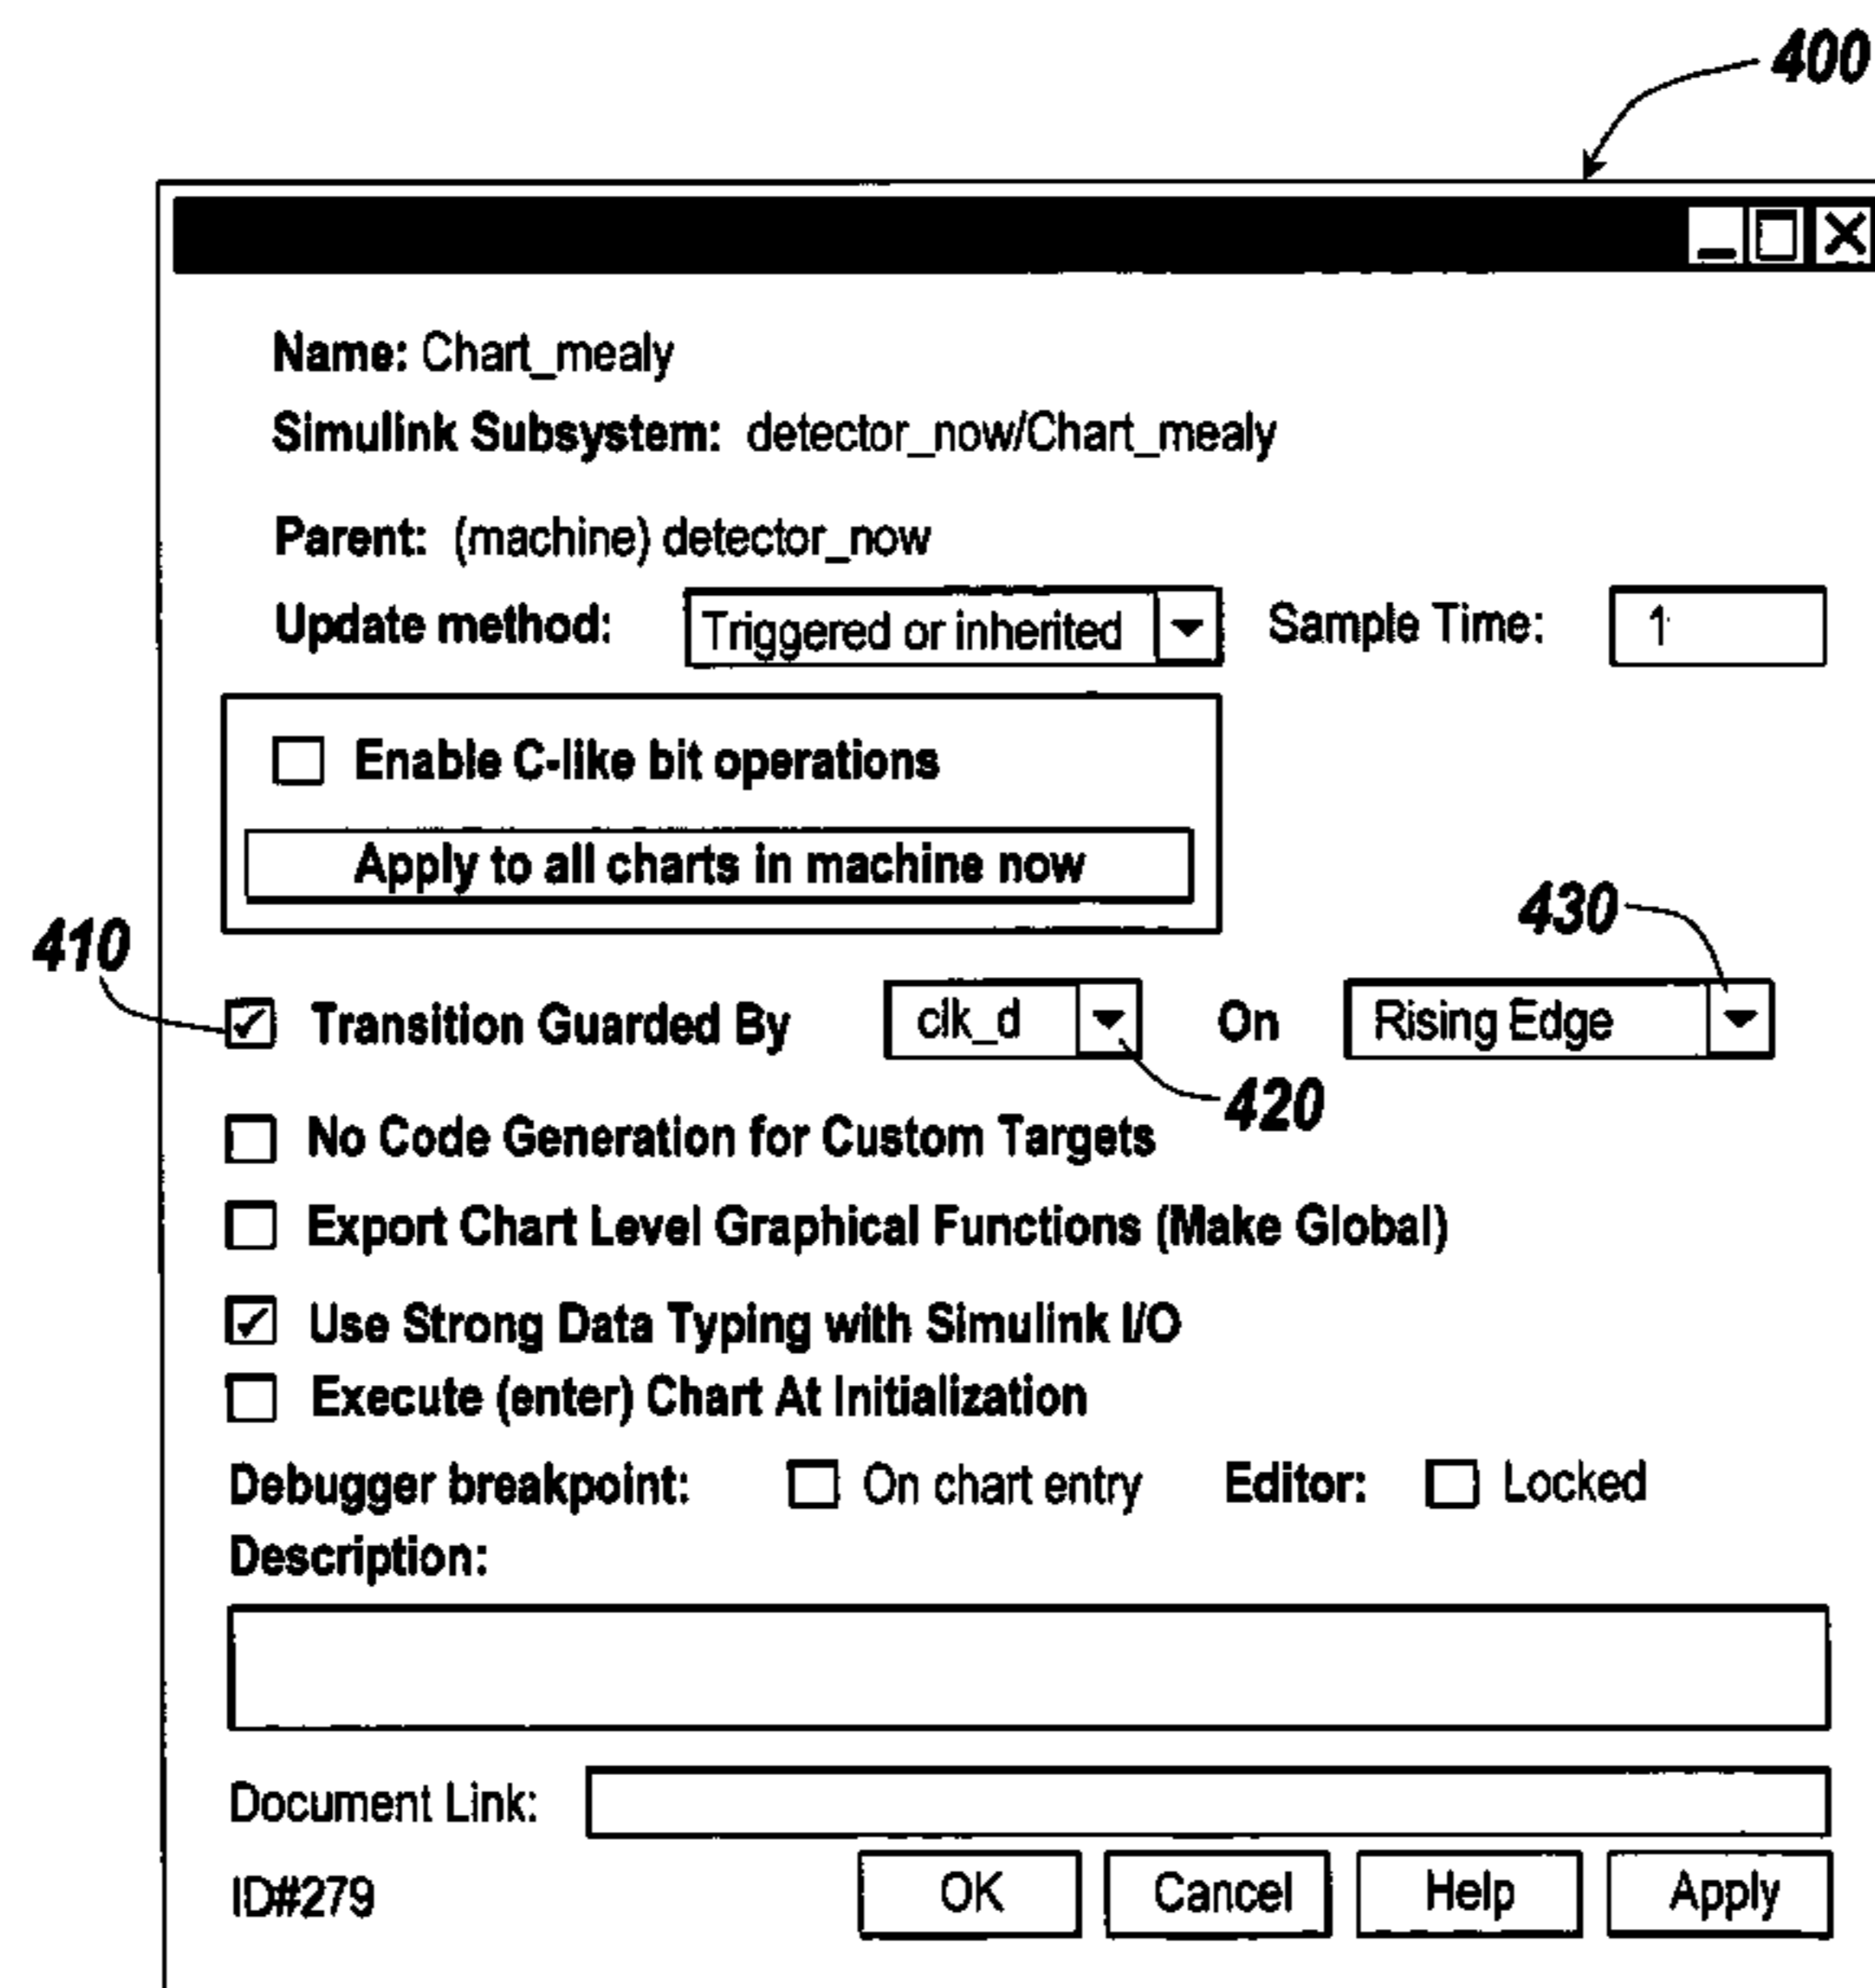 400
Name: Chart_mealy
Simulink Subsystem: detector_now/Chart_mealy
Parent: (machine) detector_now
Update method: Triggered or inherited Sample Time: 1
Enable C-like bit operations
Apply to all charts in machine now
430
410
Transition Guarded By clk_d On Rising Edge
420
No Code Generation for Custom Targets
Export Chart Level Graphical Functions (Make Global)
Use Strong Data Typing with Simulink I/O
Execute (enter) Chart At Initialization
Debugger breakpoint: On chart entry Editor: Locked
Description:
Document Link:
ID#279 OK Cancel Help Apply